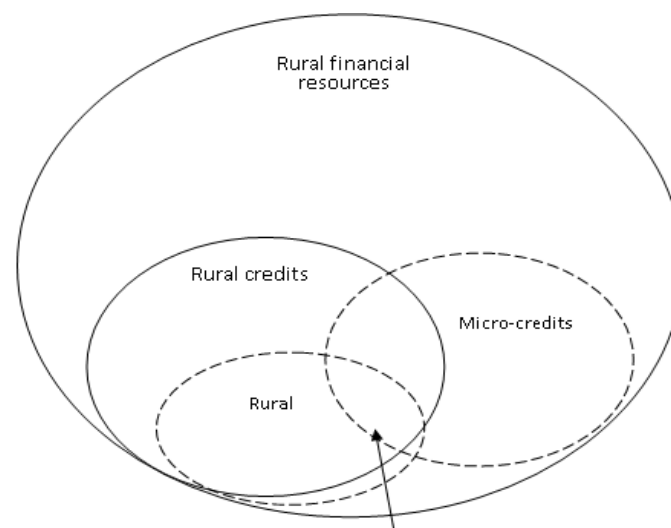 Rural financial
resources
Rural credits
Micro-credits
Rural